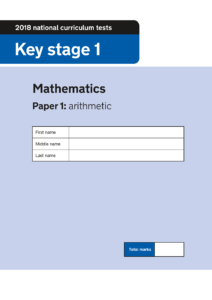 2018 national curriculum tests
Key stage 1
Mathematics
Paper 1: arithmetic
First name
Middle name
Last name
Total marks